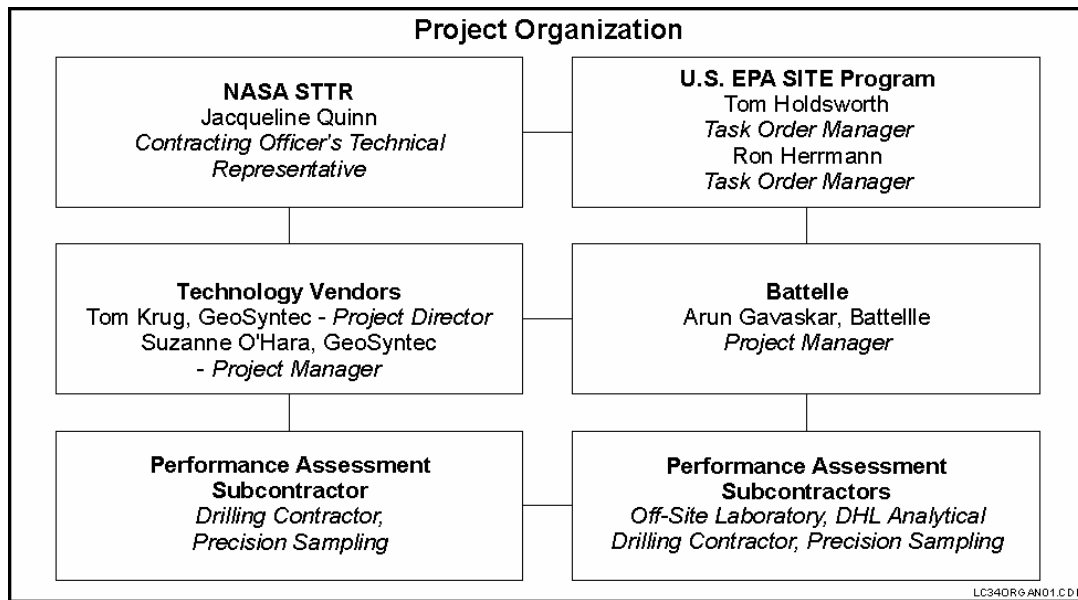 Project Organization
NASA STTR
Jacqueline Quinn
Contracting Officer's Technical
Representative
U.S. EPA SITE Program
Tom Holdsworth
Task Order Manager
Ron Herrmann
Task Order Manager
Technology Vendors
Tom Krug, GeoSyntec - Project Director
Suzanne O'Hara, GeoSyntec
- Project Manager
Battelle
Arun Gavaskar, Battellle
Project Manager
Performance Assessment
Subcontractor
Drilling Contractor,
Precision Sampling
Performance Assessment
Subcontractors
Off-Site Laboratory, DHL Analytical
Drilling Contractor, Precision Sampling
LC34ORGAN01.CDR